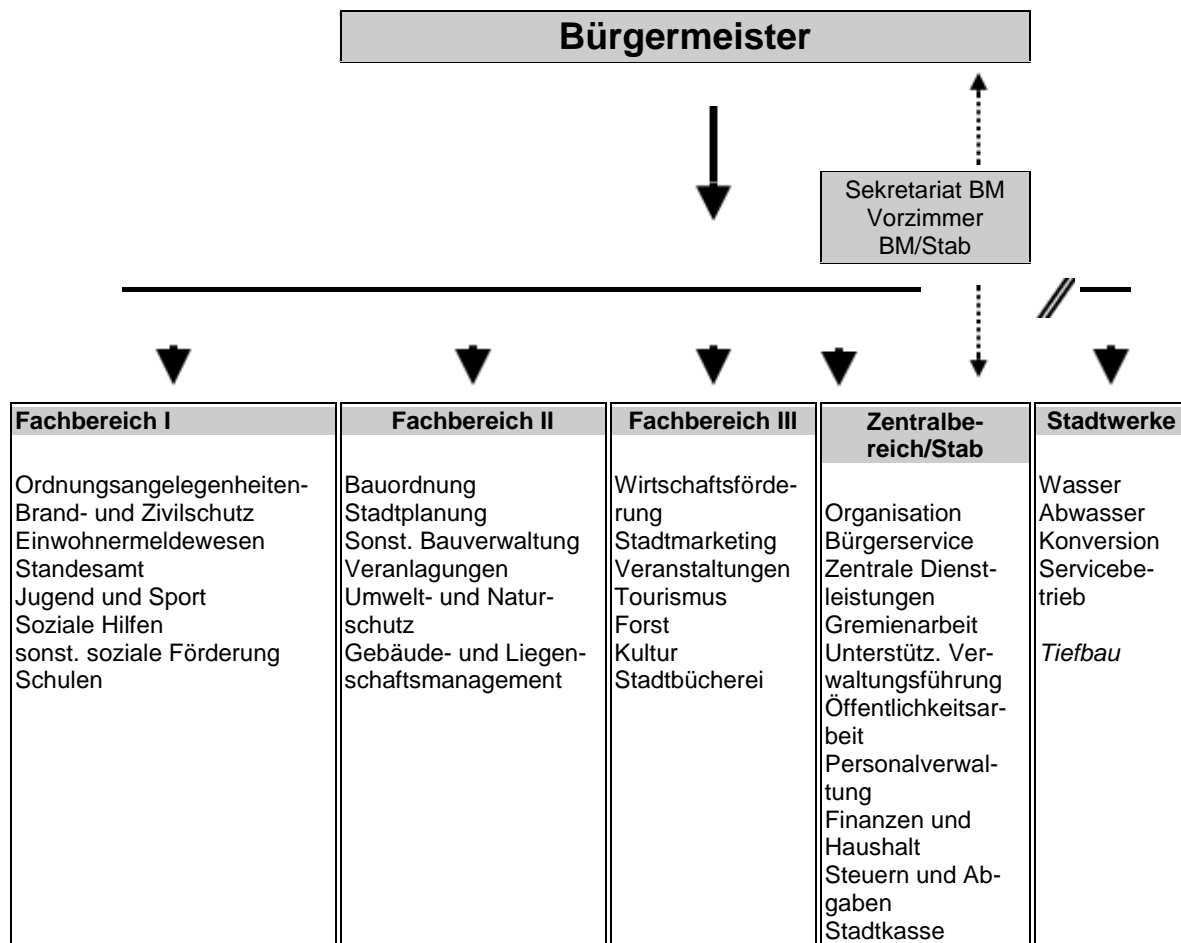 Bürgermeister
Sekretariat BM
Vorzimmer
BM/Stab
Fachbereich I
Ordnungsangelegenheiten-
Brand- und Zivilschutz
Einwohnermeldewesen
Standesamt
Jugend und Sport
Soziale Hilfen
sonst. soziale Förderung
Schulen
Fachbereich II
Bauordnung
Stadtplanung
Sonst. Bauverwaltung
Veranlagungen
Umwelt- und Natur-
schutz
Gebäude- und Liegen-
schaftsmanagement
Fachbereich III
Wirtschaftsförde-
rung
Stadtmarketing
Veranstaltungen
Tourismus
Forst
Kultur
Stadtbücherei
Zentralbe-
reich/Stab
Organisation
Bürgerservice
Zentrale Dienst-
leistungen
Gremienarbeit
Unterstütz. Ver-
waltungsführung
Öffentlichkeitsar-
beit
Personalverwal-
tung
Finanzen und
Haushalt
Steuern und Ab-
gaben
Stadtkasse
Stadtwerke
Wasser
Abwasser
Konversion
Servicebe-
trieb
Tiefbau